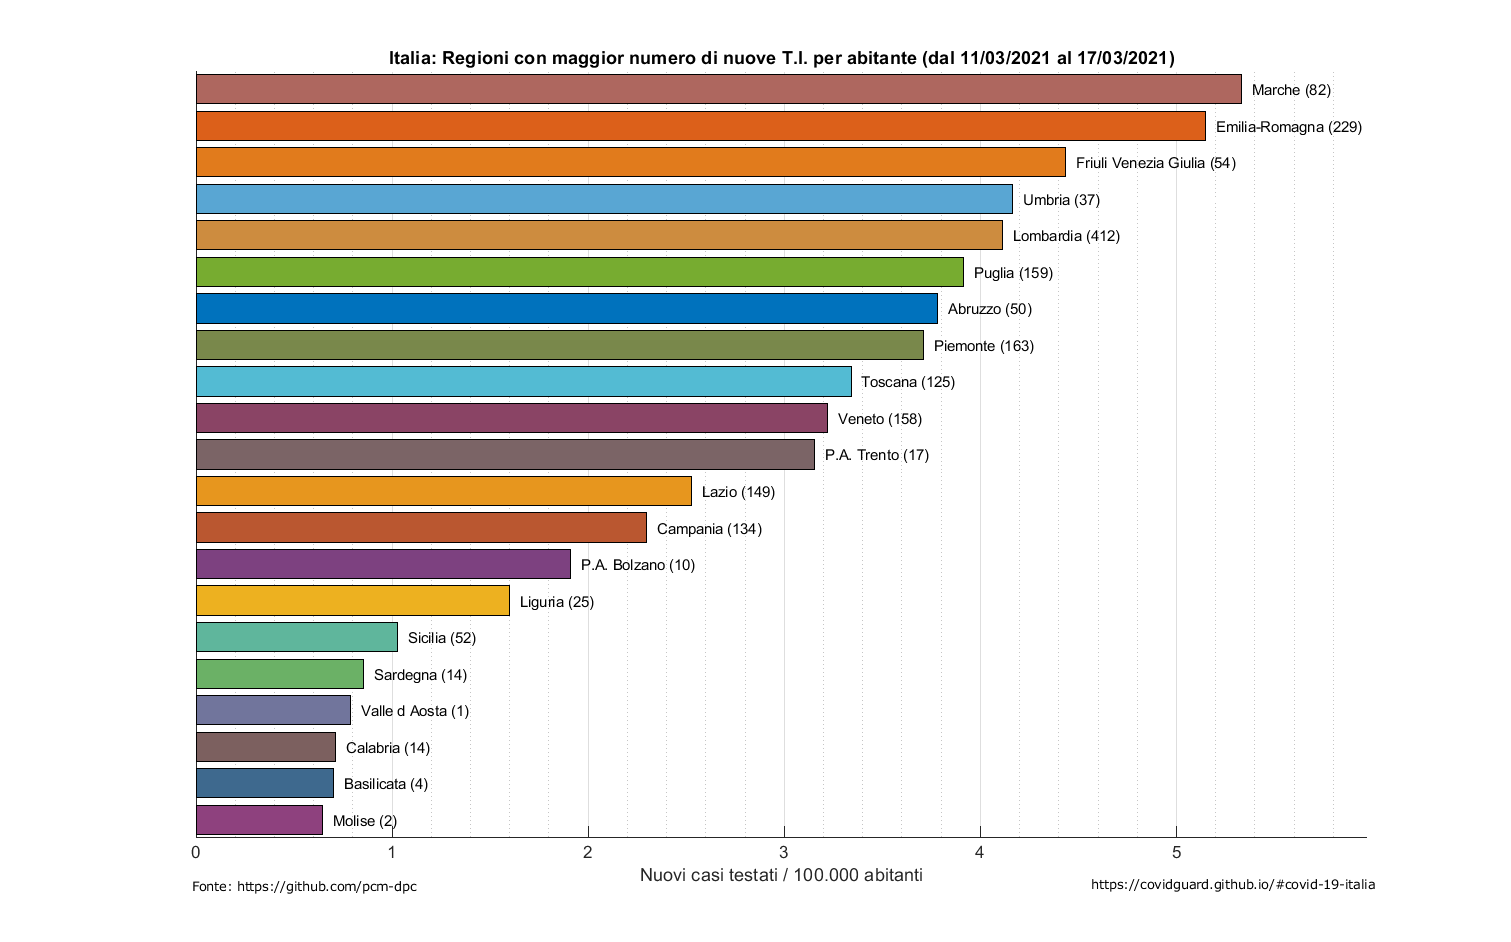 Italia: Regioni con maggior numero di nuove T.I. per abitante (dal 11/03/2021 al 17/03/2021)
Marche (82)
Emilia-Romagna (229)
Friuli Venezia Giulia (54)
Umbria (37)
Lombardia (412)
Puglia (159)
Abruzzo (50)
Piemonte (163)
Toscana (125)
Veneto (158)
P.A. Trento (17)
Lazio (149)
Campania (134)
P.A. Bolzano (10)
Liguria (25)
Sicilia (52)
Sardegna (14)
Valle d Aosta (1)
Calabria (14)
Basilicata (4)
Molise (2)
0 1 2 3 4 5
Nuovi casi testati / 100.000 abitanti
Fonte: https://github.com/pcm-dpc
https://covidguard.github.io/#covid-19-italia